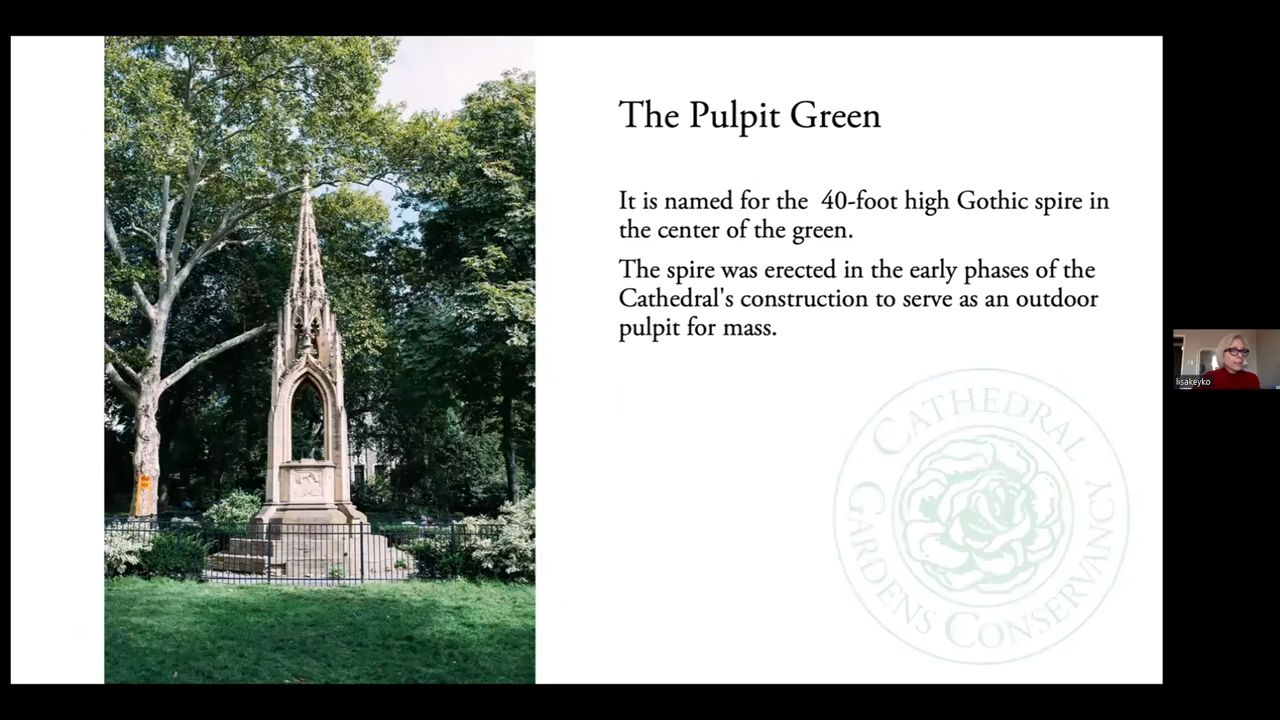 The Pulpit Green
It is named for the  40-foot high Gothic spire in
the center of the green.
The spire was erected in the early phases of the
Cathedral's construction to serve as an outdoor
pulpit for mass.
CATHEDRAL
GARDENS CONSERVANCY
lisakeyko